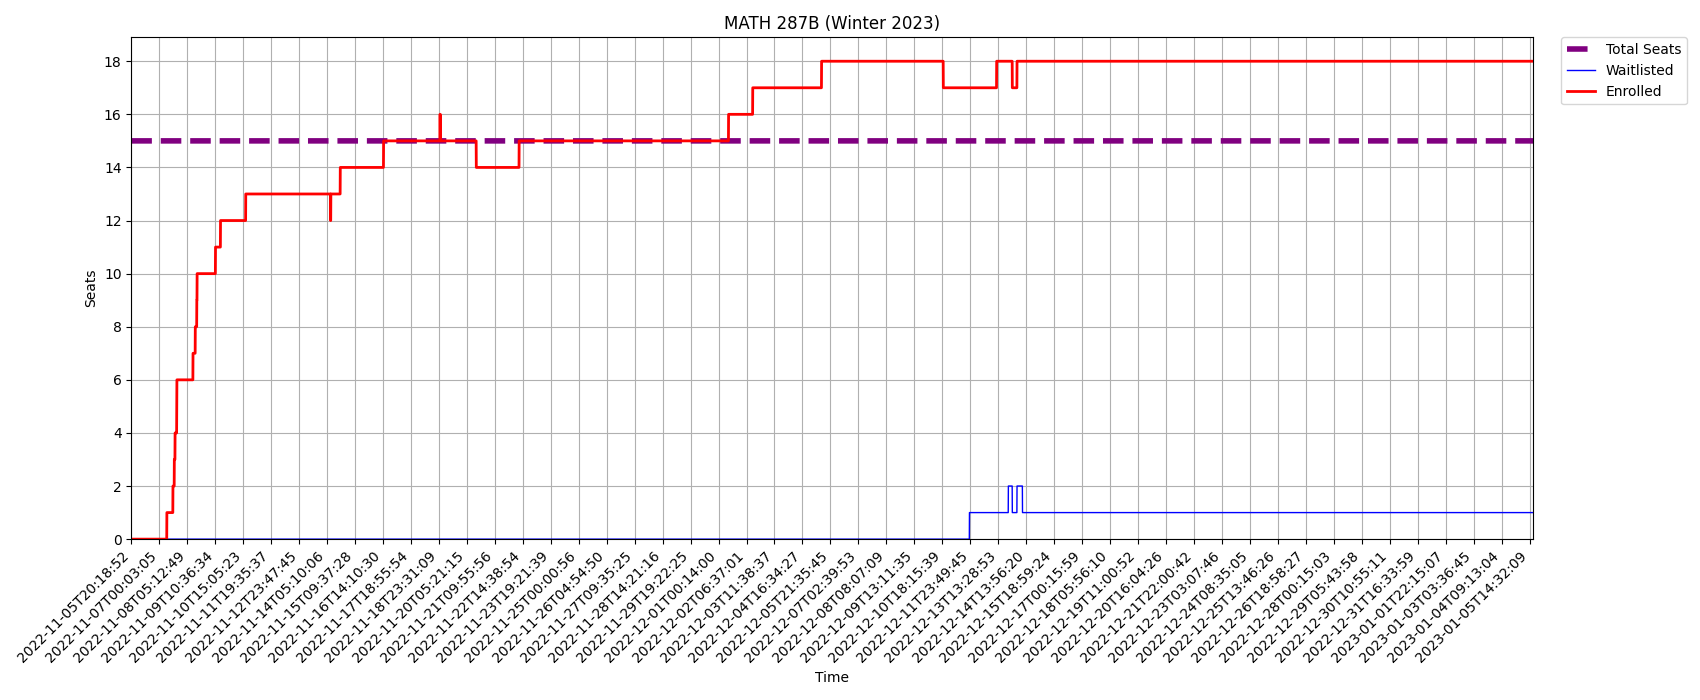 MATH 287B (Winter 2023)
Total Seats
Waitlisted
Enrolled
Seats
18
16
14
12
10
8
6
4
2
0
2022-11-05T20:18:52
2022-11-07T00:03:05
2022-11-08T05:12:49
2022-11-09T10:36:34
2022-11-10T15:05:23
2022-11-11T19:35:37
2022-11-12T23:47:45
2022-11-14T05:10:06
2022-11-15T09:37:28
2022-11-16T14:10:30
2022-11-17T18:55:54
2022-11-18T23:31:09
2022-11-20T05:21:15
2022-11-21T09:55:56
2022-11-22T14:38:54
2022-11-23T19:21:39
2022-11-25T00:00:56
2022-11-26T04:54:50
2022-11-27T09:35:25
2022-11-28T14:21:16
2022-11-29T19:22:25
2022-12-01T00:14:00
2022-12-02T06:37:01
2022-12-03T11:38:37
2022-12-04T16:34:27
2022-12-05T21:35:45
2022-12-07T02:39:53
2022-12-08T08:07:09
2022-12-09T13:11:35
2022-12-10T18:15:39
2022-12-11T23:49:45
2022-12-13T13:28:53
2022-12-14T13:56:20
2022-12-15T18:59:24
2022-12-17T00:15:59
2022-12-18T05:56:10
2022-12-19T11:00:52
2022-12-20T16:04:26
2022-12-21T22:00:42
2022-12-23T03:07:46
2022-12-24T08:35:05
2022-12-25T13:46:26
2022-12-26T18:58:27
2022-12-28T00:15:03
2022-12-29T05:43:58
2022-12-30T10:55:11
2022-12-31T16:33:59
2023-01-01T22:15:07
2023-01-03T03:36:45
2023-01-04T09:13:04
2023-01-05T14:32:09
Time